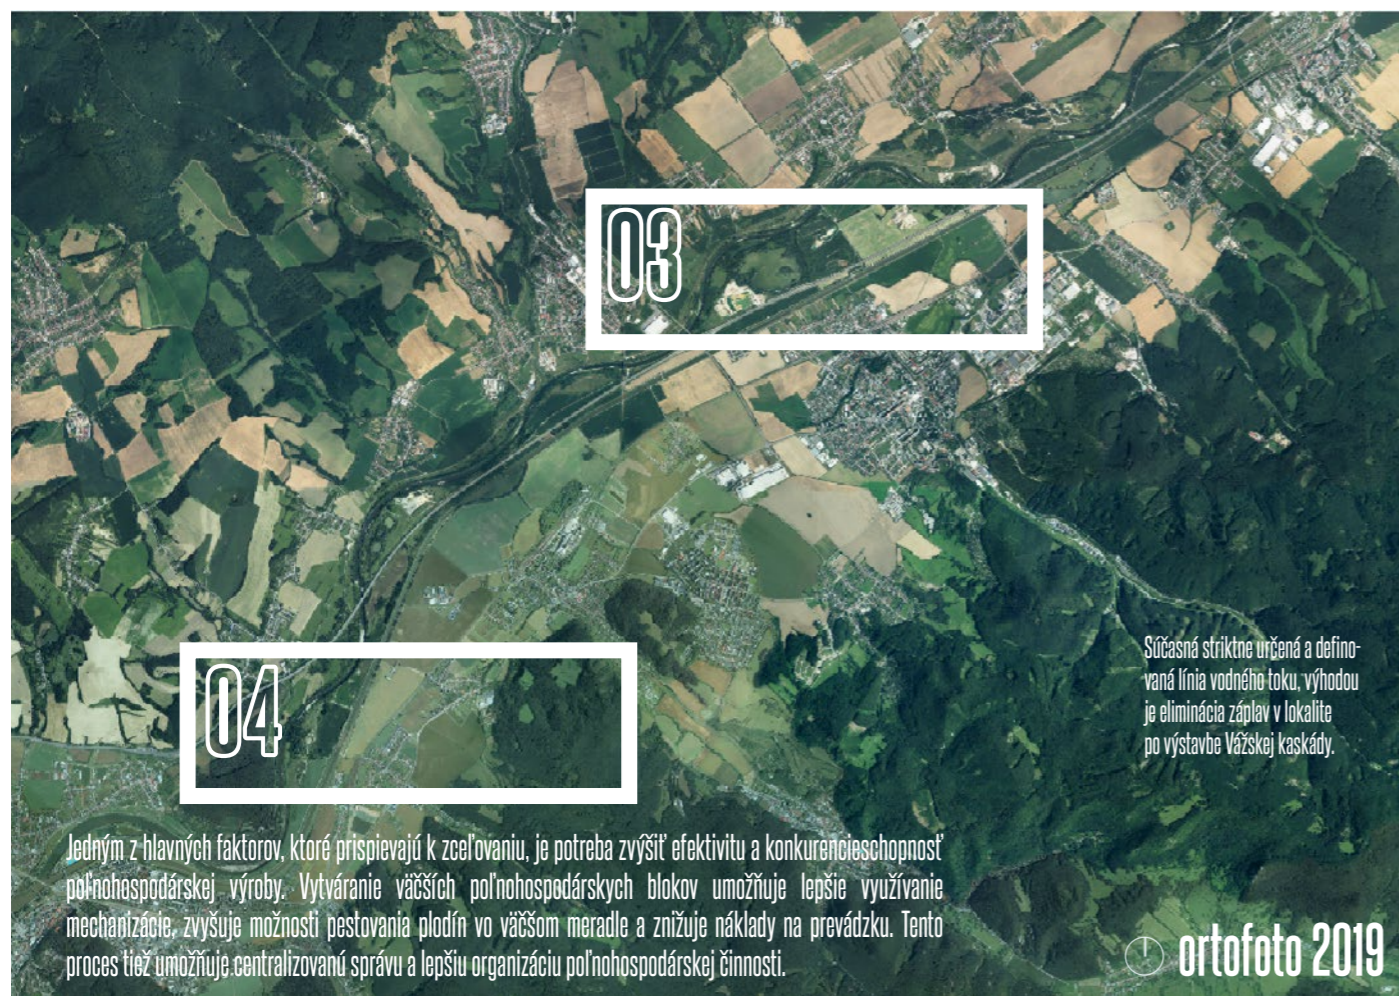 03
04
Súčasná striktne určená a defino-
vaná línia vodného toku, výhodou
je eliminácia záplav v lokalite
po výstavbe Vážskej kaskády.
Jedným z hlavných faktorov, ktoré prispievajú k zceľovaniu, je potreba zvýšiť efektivitu a konkurencieschopnosť
poľnohospodárskej výroby. Vytváranie väčších poľnohospodárskych blokov umožňuje lepšie využívanie
mechanizácie, zvyšuje možnosti pestovania plodín vo väčšom meradle a znižuje náklady na prevádzku. Tento
proces tiež umožňuje centralizovanú správu a lepšiu organizáciu poľnohospodárskej činnosti.
ortofoto 2019